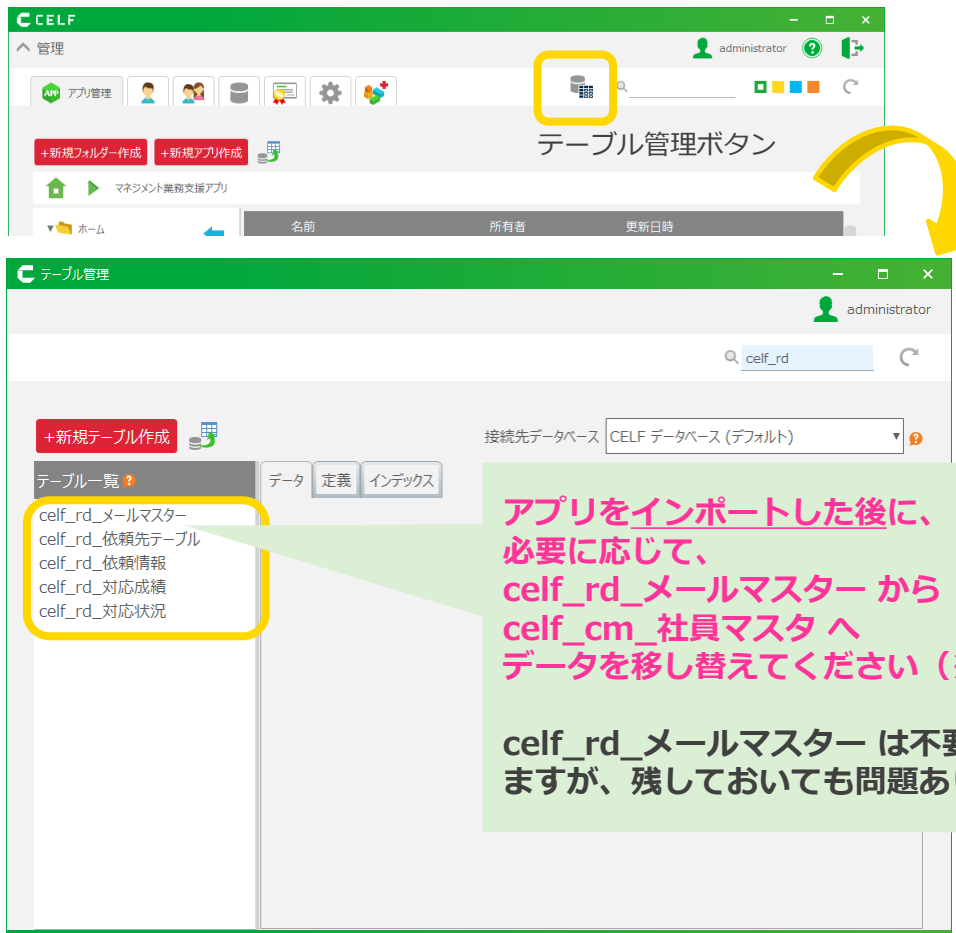 CELF
管理
administrator
アプリ管理
テーブル管理ボタン
+新規フォルダー作成 +新規アプリ作成
マネジメント業務支援アプリ
ホーム
名前 所有者 更新日時
テーブル管理
administrator
celf_rd
+新規テーブル作成
接続先データベース CELF データベース (デフォルト)
テーブル一覧
データ 定義 インデックス
celf_rd_メールマスター
celf_rd_依頼先テーブル
celf_rd_依頼情報
celf_rd_対応成績
celf_rd_対応状況
アプリをインポートした後に、
必要に応じて、
celf_rd_メールマスター から
celf_cm_社員マスタ へ
データを移し替えてください（
celf_rd_メールマスター は不要
ますが、残しておいても問題あ